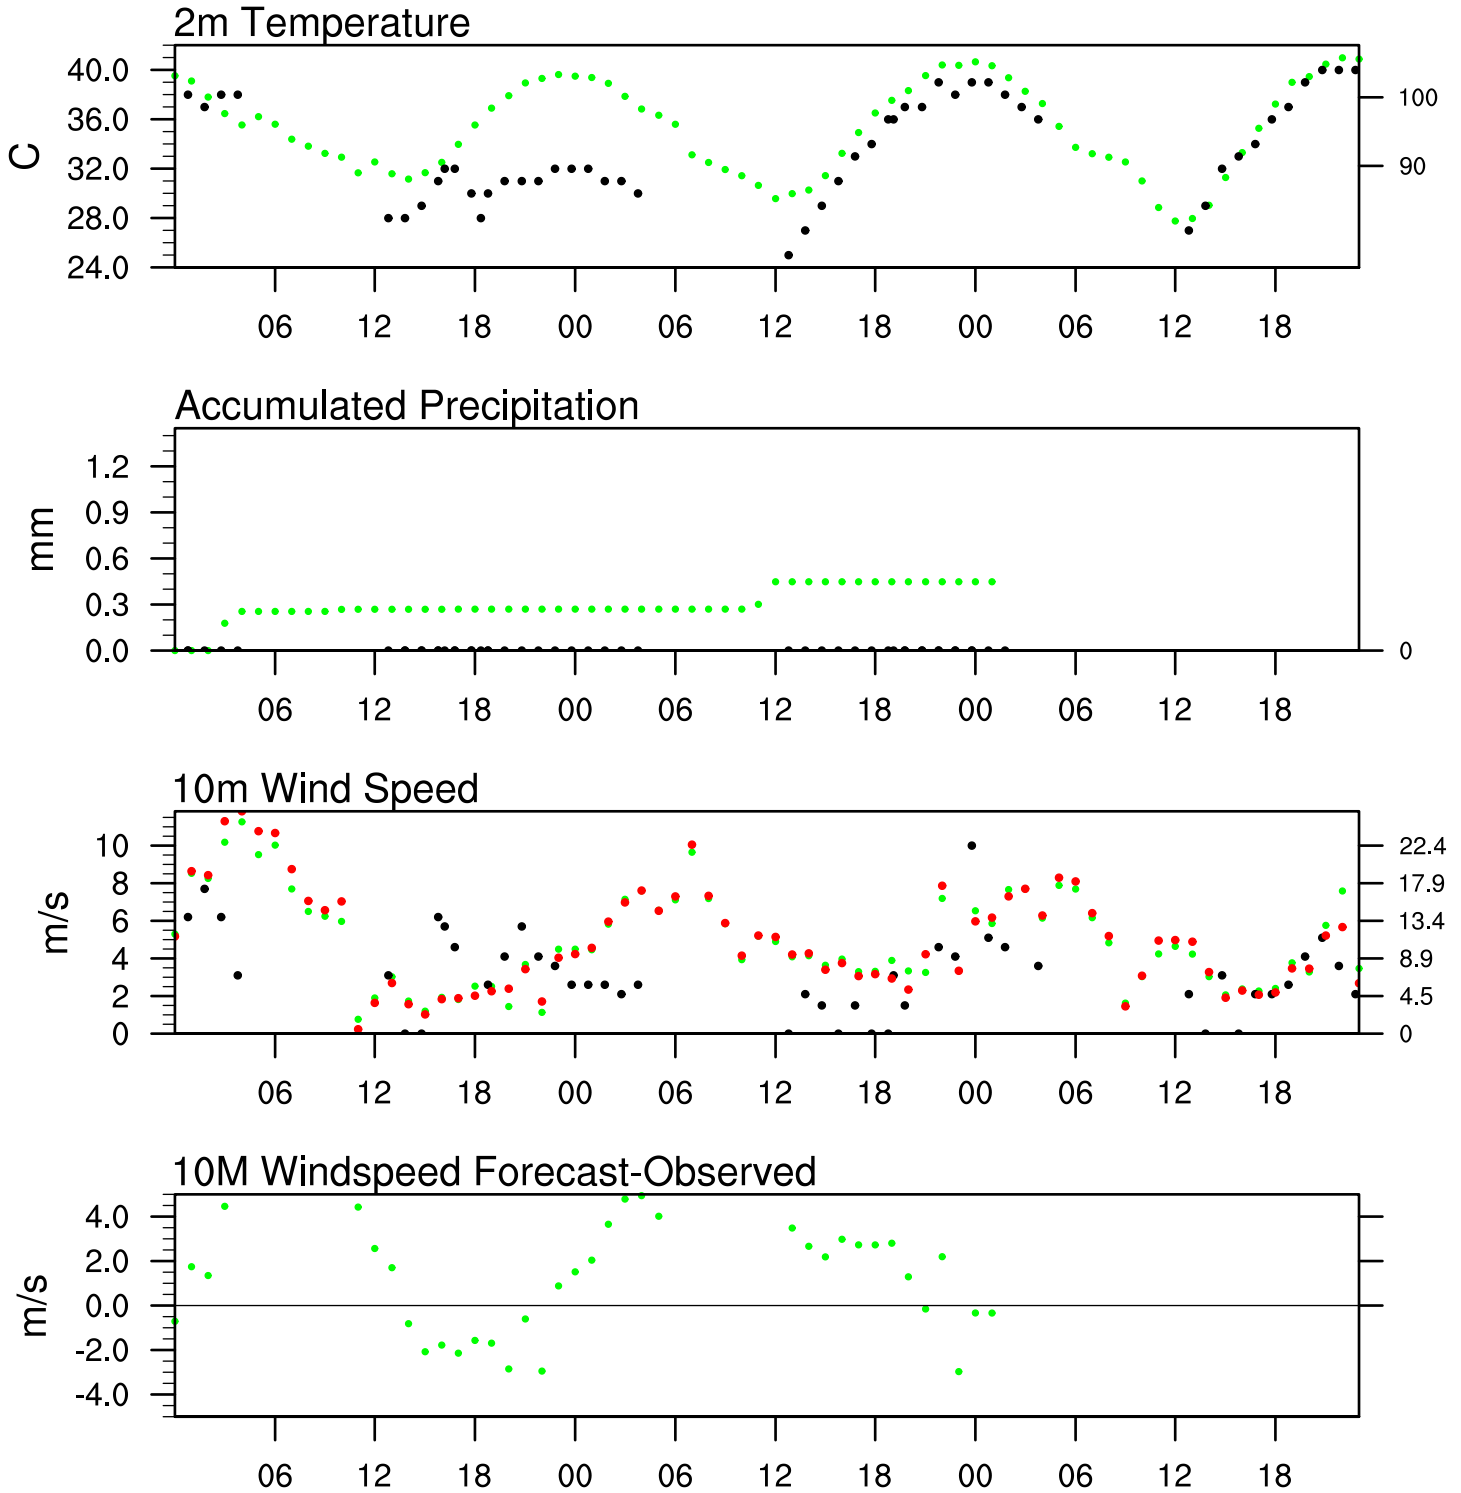 2m Temperature
40.0
36.0
32.0
28.0
24.0
C
100
90
06 12 18 00 06 12 18 00 06 12 18
Accumulated Precipitation
1.2
0.9
0.6
0.3
0.0
mm
0
06 12 18 00 06 12 18 00 06 12 18
10m Wind Speed
10
8
6
4
2
0
m/s
22.4
17.9
13.4
8.9
4.5
0
06 12 18 00 06 12 18 00 06 12 18
10M Windspeed Forecast-Observed
4.0
2.0
0.0
-2.0
-4.0
m/s
06 12 18 00 06 12 18 00 06 12 18